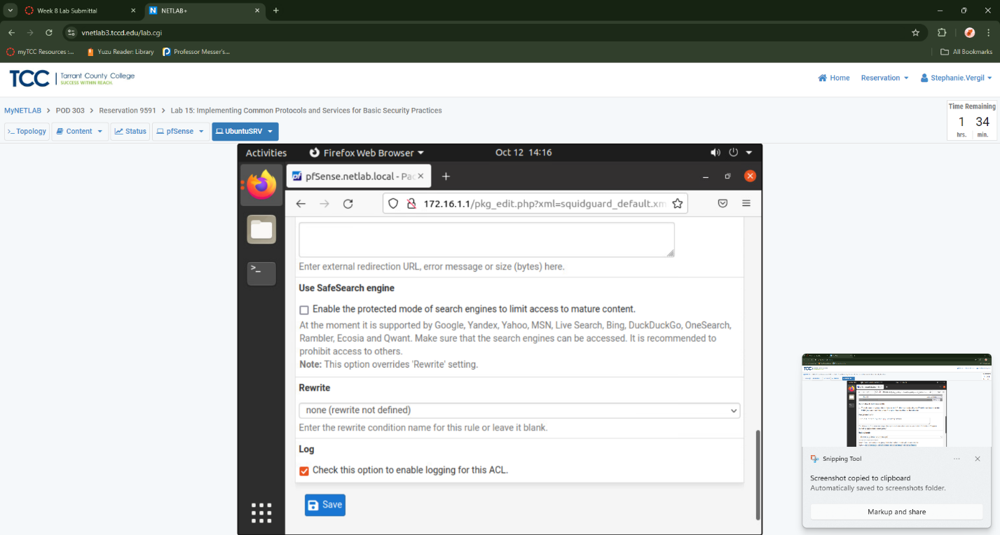 Week 8 Lab Submittal
NETLAB+
vnetlab3.tccd.edu/lab.cgi
myTCC Resources :...
Yuzu Reader: Library
Professor Messer's...
All Bookmarks
TCC
Tarrant County College
SUCCESS WITHIN REACH.
Home
Reservation
Stephanie.Vergil
MyNETLAB > POD 303 > Reservation 9591 > Lab 15: Implementing Common Protocols and Services for Basic Security Practices
Time Remaining
1 34
hrs. min.
>_ Topology
Content
Status
pfSense
UbuntuSRV
Activities
Firefox Web Browser
Oct 12 14:16
pfSense.netlab.local - Pac
172.16.1.1/pkg_edit.php?xml=squidguard_default.xm
Enter external redirection URL, error message or size (bytes) here.
Use SafeSearch engine
Enable the protected mode of search engines to limit access to mature content.
At the moment it is supported by Google, Yandex, Yahoo, MSN, Live Search, Bing, DuckDuckGo, OneSearch,
Rambler, Ecosia and Qwant. Make sure that the search engines can be accessed. It is recommended to
prohibit access to others.
Note: This option overrides 'Rewrite' setting.
Rewrite
none (rewrite not defined)
Enter the rewrite condition name for this rule or leave it blank.
Log
Check this option to enable logging for this ACL.
Save
Snipping Tool
Screenshot copied to clipboard
Automatically saved to screenshots folder.
Markup and share